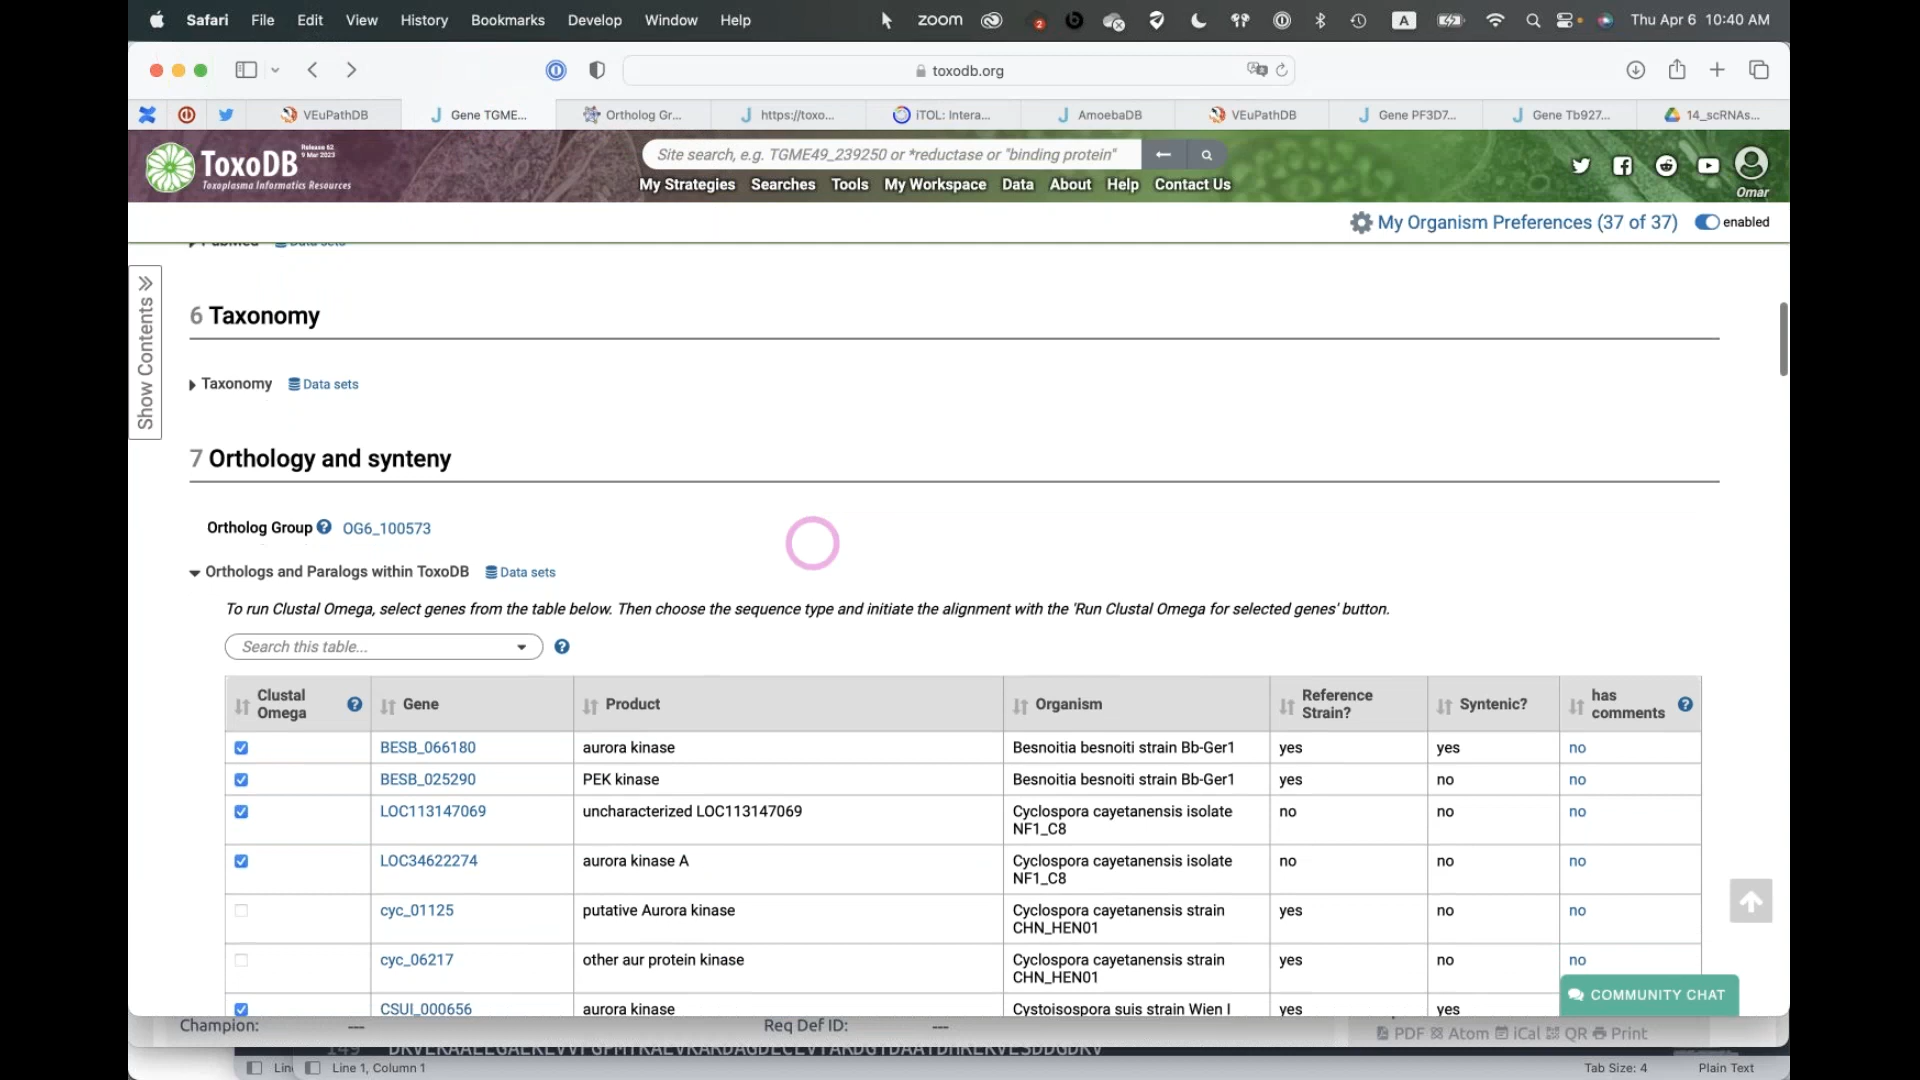 Safari File Edit View History Bookmarks Develop Window Help zoom 2 A Thu Apr 6 10:40 AM
toxodb.org
VEuPathDB Gene TGME... Ortholog Gr... https://toxo... iTOL: Intera... AmoebaDB VEuPathDB Gene PF3D7... Gene Tb927... 14_scRNAs...
ToxoDB Release 62 9 Mar 2023
Toxoplasma Informatics Resources
Site search, e.g. TGME49_239250 or *reductase or "binding protein"
My Strategies Searches Tools My Workspace Data About Help Contact Us
Omar
My Organism Preferences (37 of 37) enabled
PubMed Data sets
Show Contents
6 Taxonomy
Taxonomy Data sets
7 Orthology and synteny
Ortholog Group OG6_100573
Orthologs and Paralogs within ToxoDB Data sets
To run Clustal Omega, select genes from the table below. Then choose the sequence type and initiate the alignment with the 'Run Clustal Omega for selected genes' button.
Search this table...
Clustal Omega Gene Product Organism Reference Strain? Syntenic? has comments
BESB_066180 aurora kinase Besnoitia besnoiti strain Bb-Ger1 yes yes no
BESB_025290 PEK kinase Besnoitia besnoiti strain Bb-Ger1 yes no no
LOC113147069 uncharacterized LOC113147069 Cyclospora cayetanensis isolate NF1_C8 no no no
LOC34622274 aurora kinase A Cyclospora cayetanensis isolate NF1_C8 no no no
cyc_01125 putative Aurora kinase Cyclospora cayetanensis strain CHN_HEN01 yes no no
cyc_06217 other aur protein kinase Cyclospora cayetanensis strain CHN_HEN01 yes no no
CSUI_000656 aurora kinase Cystoisospora suis strain Wien I yes yes
COMMUNITY CHAT
Champion: --- Req Def ID: ---
PDF Atom iCal QR Print
149
Line 1, Column 1 Tab Size: 4 Plain Text